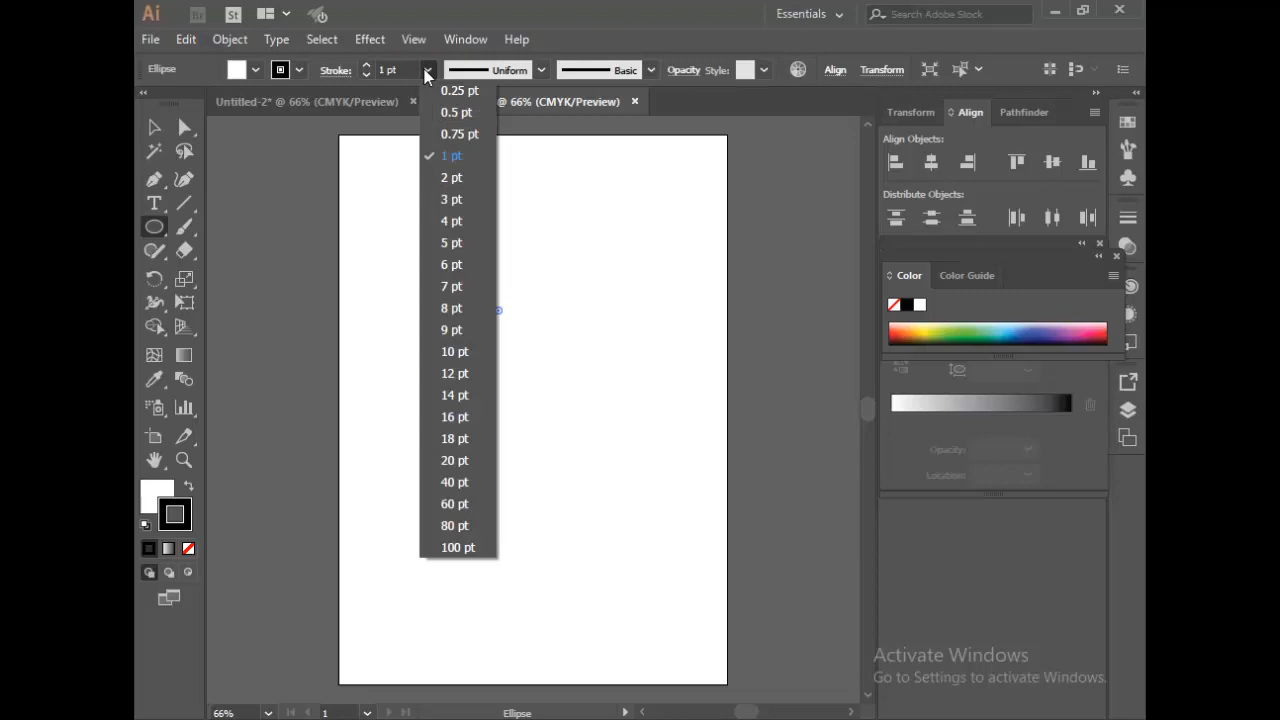 Ai Br St Essentials Search Adobe Stock
File Edit Object Type Select Effect View Window Help
Ellipse Stroke: 1 pt Uniform Basic Opacity Style: Align Transform
Untitled-2* @ 66% (CMYK/Preview) @ 66% (CMYK/Preview)
0.25 pt
0.5 pt
0.75 pt
1 pt
2 pt
3 pt
4 pt
5 pt
6 pt
7 pt
8 pt
9 pt
10 pt
12 pt
14 pt
16 pt
18 pt
20 pt
40 pt
60 pt
80 pt
100 pt
Transform Align Pathfinder
Align Objects:
Distribute Objects:
Color Color Guide
Opacity:
Location:
Activate Windows
Go to Settings to activate Windows.
66% 1 Ellipse